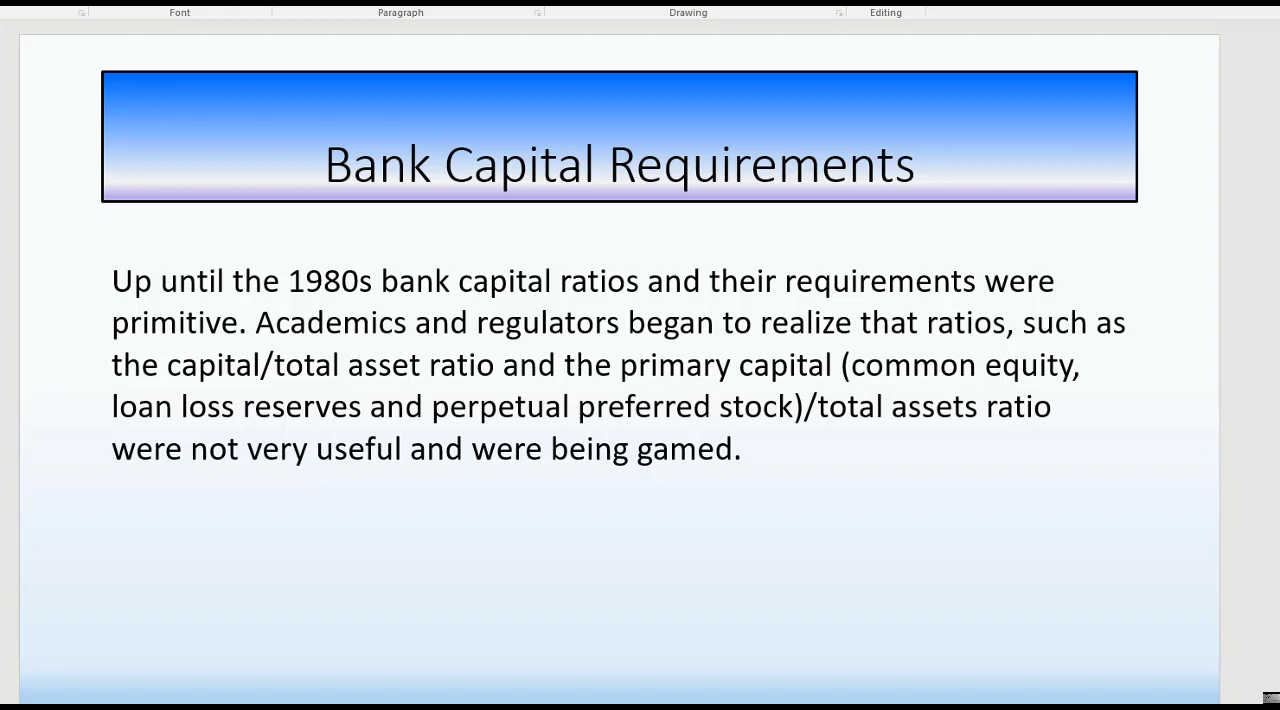 Font Paragraph Drawing Editing
Bank Capital Requirements
Up until the 1980s bank capital ratios and their requirements were
primitive. Academics and regulators began to realize that ratios, such as
the capital/total asset ratio and the primary capital (common equity,
loan loss reserves and perpetual preferred stock)/total assets ratio
were not very useful and were being gamed.